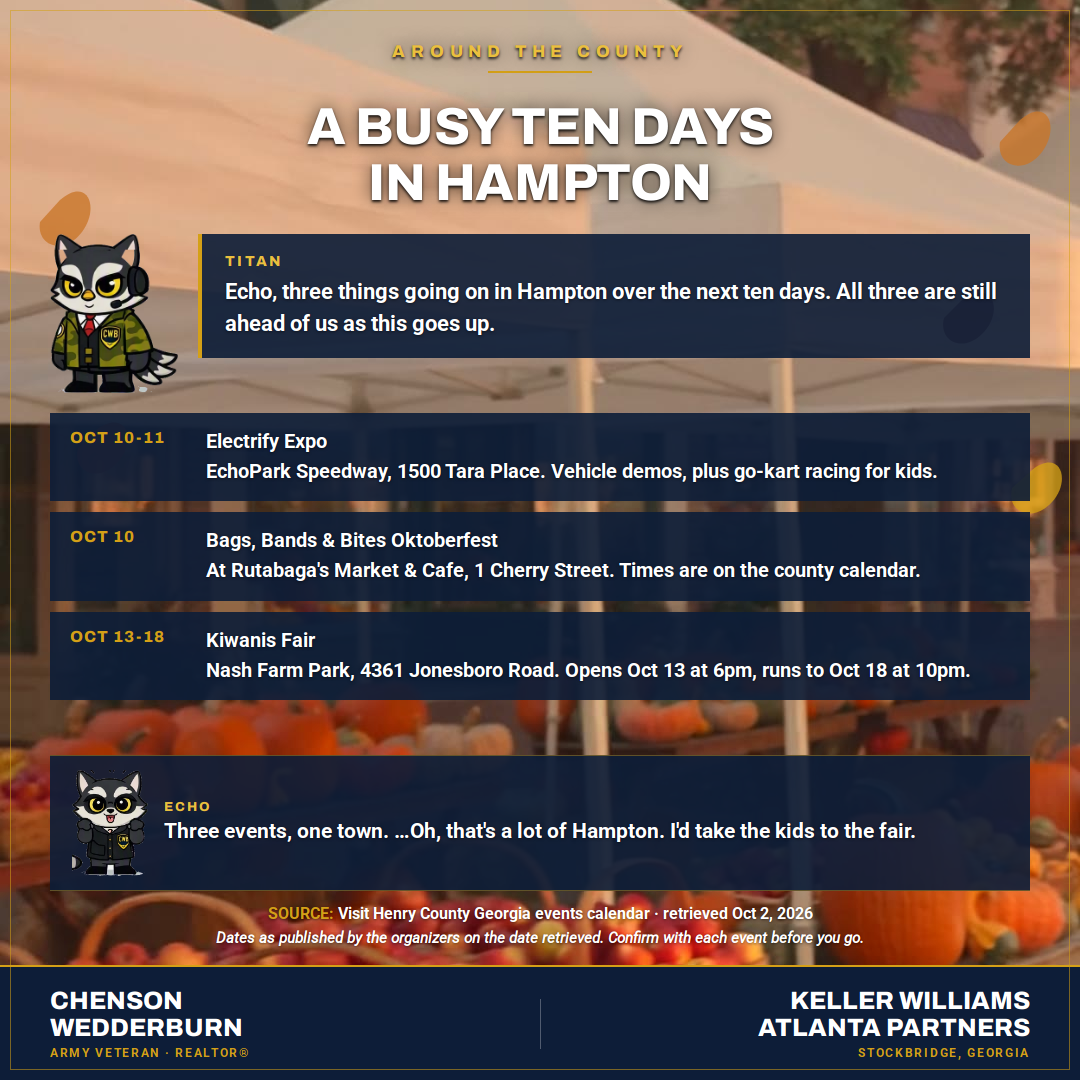 AROUND THE COUNTY
A BUSY TEN DAYS
IN HAMPTON
TITAN
Echo, three things going on in Hampton over the next ten days. All three are still
ahead of us as this goes up.
CWB
OCT 10-11
Electrify Expo
EchoPark Speedway, 1500 Tara Place. Vehicle demos, plus go-kart racing for kids.
OCT 10
Bags, Bands & Bites Oktoberfest
At Rutabaga's Market & Cafe, 1 Cherry Street. Times are on the county calendar.
OCT 13-18
Kiwanis Fair
Nash Farm Park, 4361 Jonesboro Road. Opens Oct 13 at 6pm, runs to Oct 18 at 10pm.
ECHO
Three events, one town. …Oh, that's a lot of Hampton. I'd take the kids to the fair.
CWB
SOURCE: Visit Henry County Georgia events calendar · retrieved Oct 2, 2026
Dates as published by the organizers on the date retrieved. Confirm with each event before you go.
CHENSON
WEDDERBURN
ARMY VETERAN · REALTOR®
KELLER WILLIAMS
ATLANTA PARTNERS
STOCKBRIDGE, GEORGIA